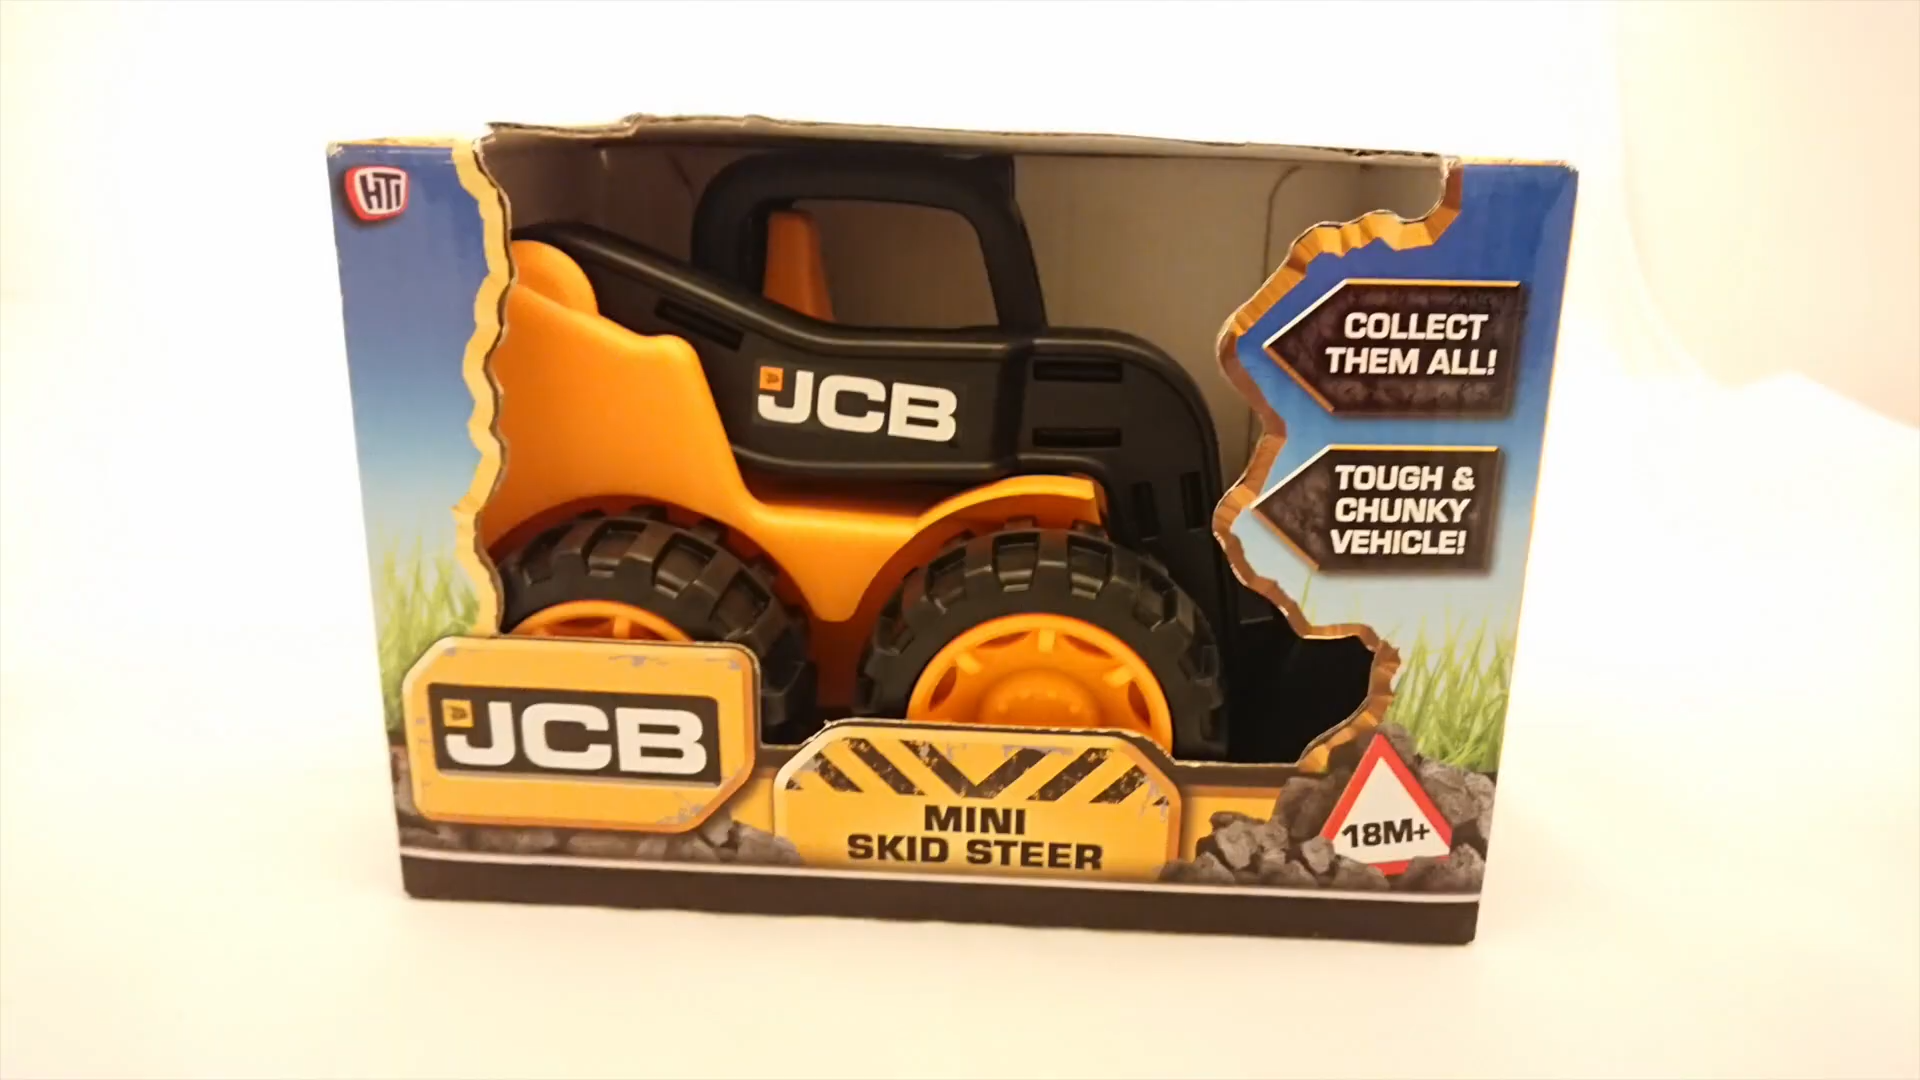 HTI
COLLECT
THEM ALL!
JCB
TOUGH &
CHUNKY
VEHICLE!
JCB
MINI
SKID STEER
18M+